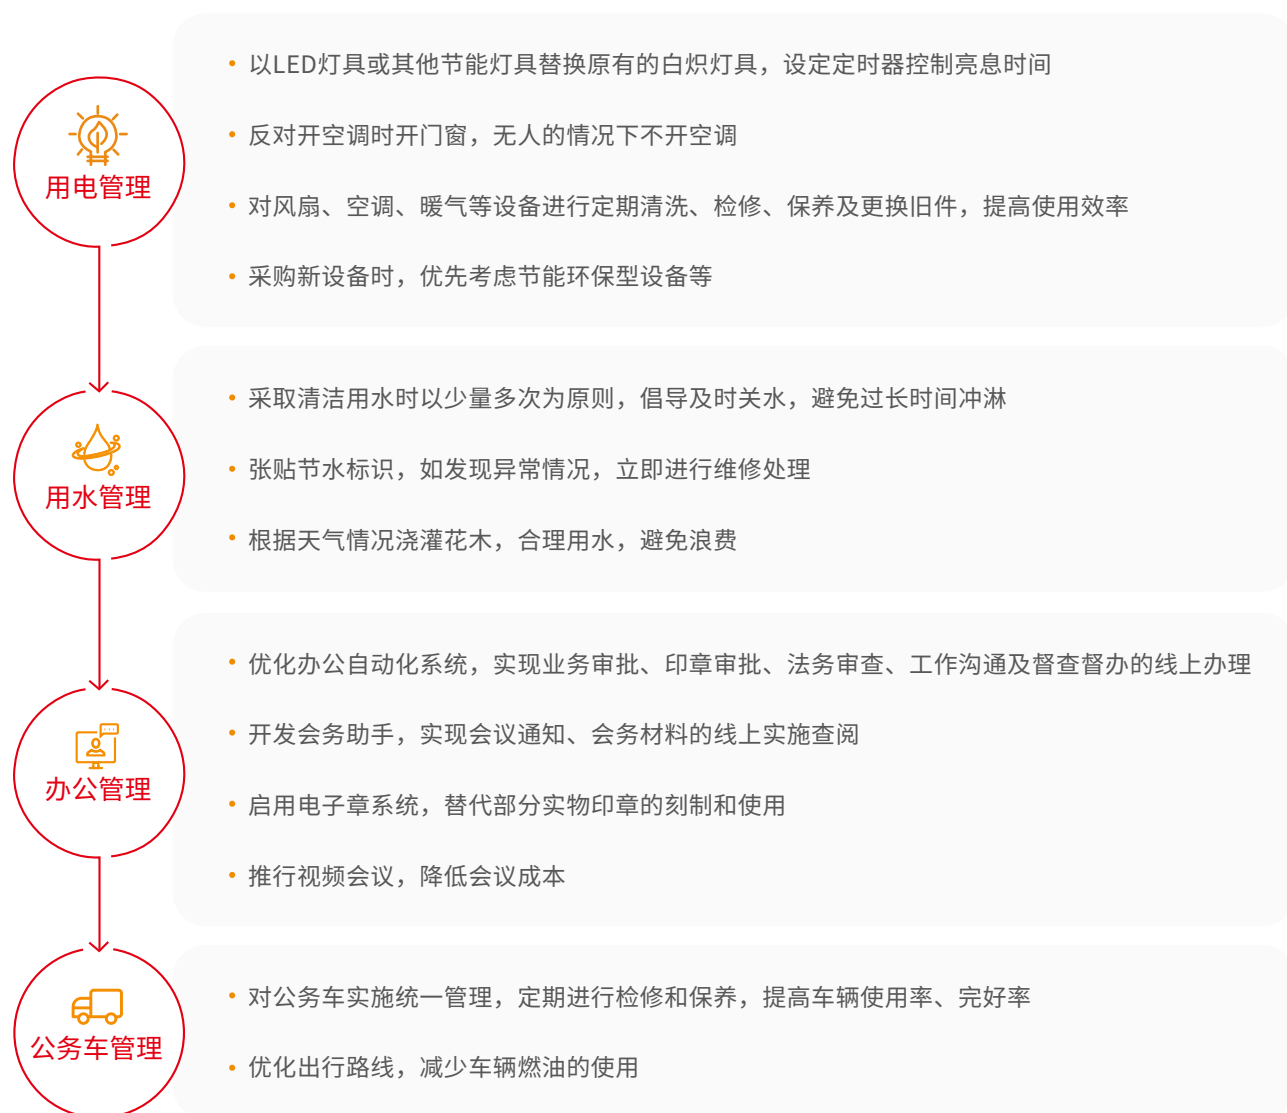 用电管理
• 以LED灯具或其他节能灯具替换原有的白炽灯具，设定定时器控制亮息时间
• 反对开空调时开门窗，无人的情况下不开空调
• 对风扇、空调、暖气等设备进行定期清洗、检修、保养及更换旧件，提高使用效率
• 采购新设备时，优先考虑节能环保型设备等
用水管理
• 采取清洁用水时以少量多次为原则，倡导及时关水，避免过长时间冲淋
• 张贴节水标识，如发现异常情况，立即进行维修处理
• 根据天气情况浇灌花木，合理用水，避免浪费
办公管理
• 优化办公自动化系统，实现业务审批、印章审批、法务审查、工作沟通及督查督办的线上办理
• 开发会务助手，实现会议通知、会务材料的线上实施查阅
• 启用电子章系统，替代部分实物印章的刻制和使用
• 推行视频会议，降低会议成本
公务车管理
• 对公务车实施统一管理，定期进行检修和保养，提高车辆使用率、完好率
• 优化出行路线，减少车辆燃油的使用